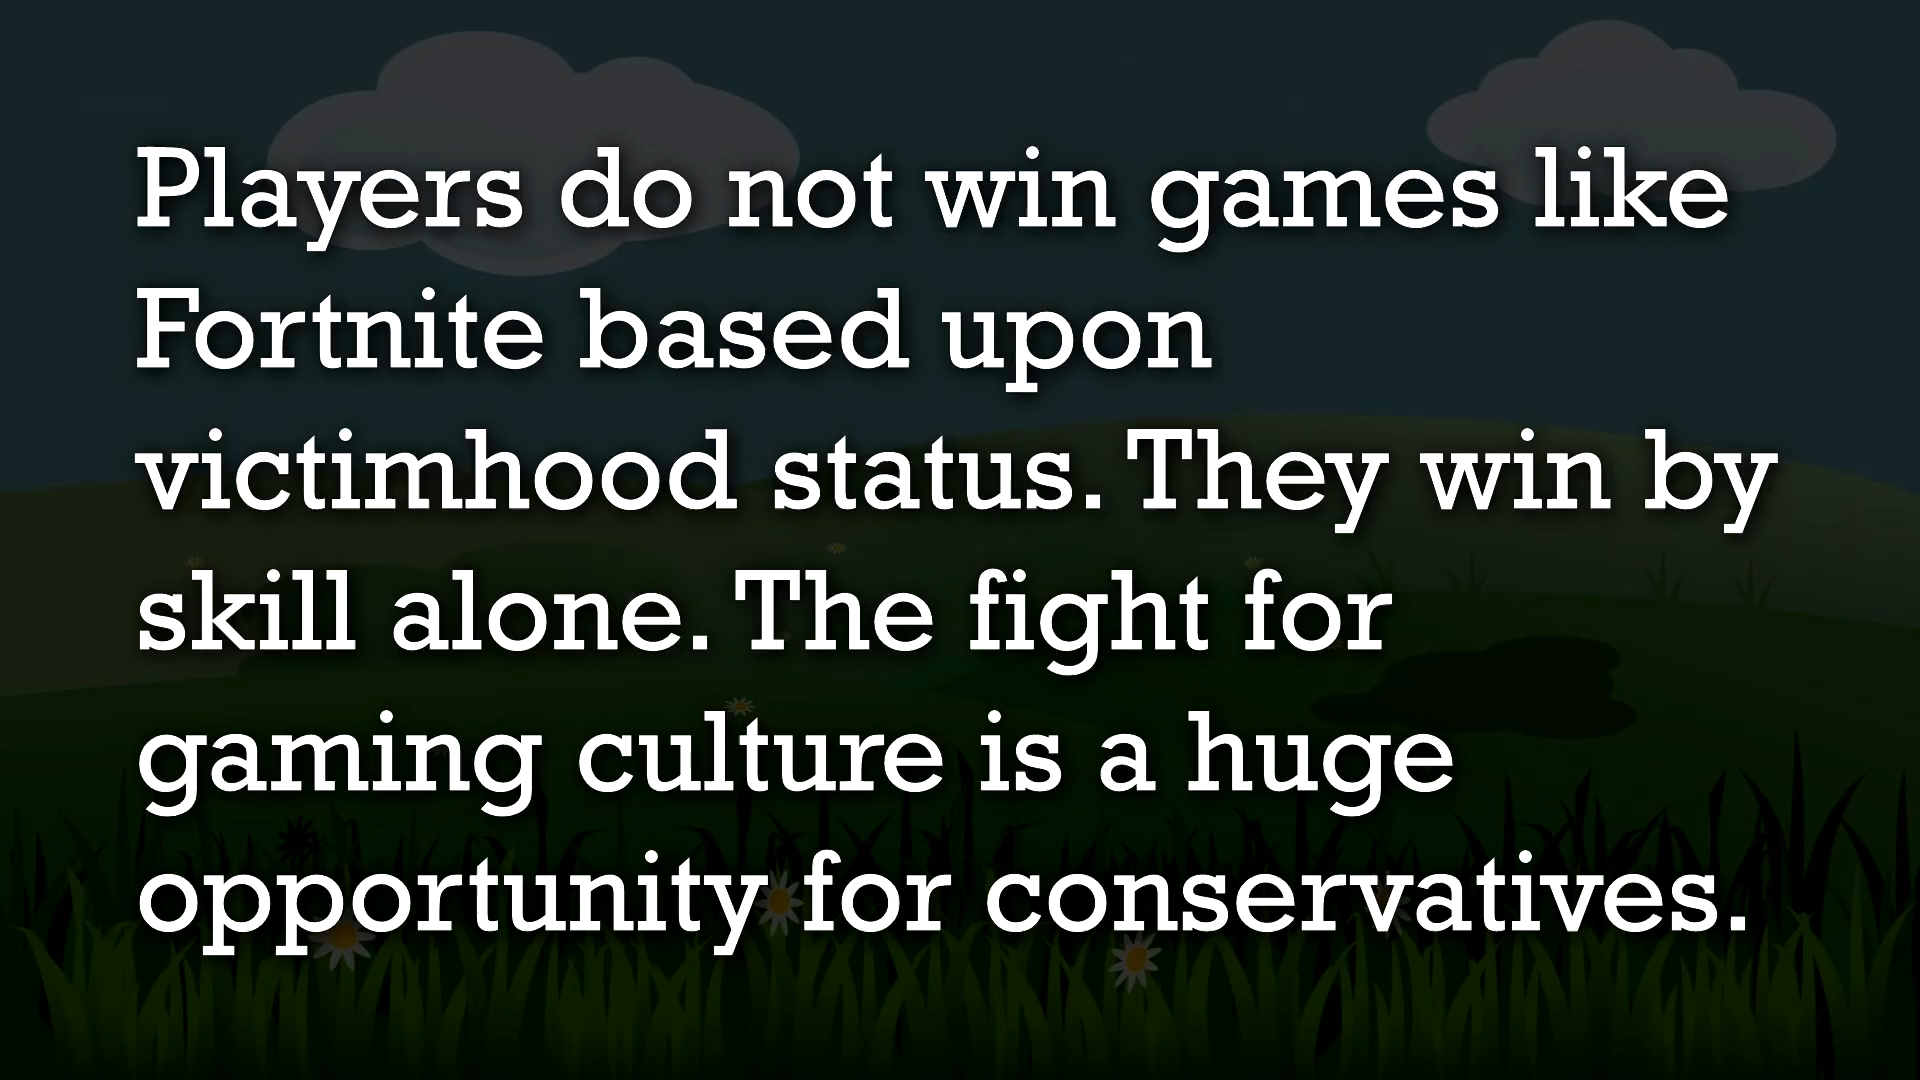 Players do not win games like
Fortnite based upon
victimhood status. They win by
skill alone. The fight for
gaming culture is a huge
opportunity for conservatives.